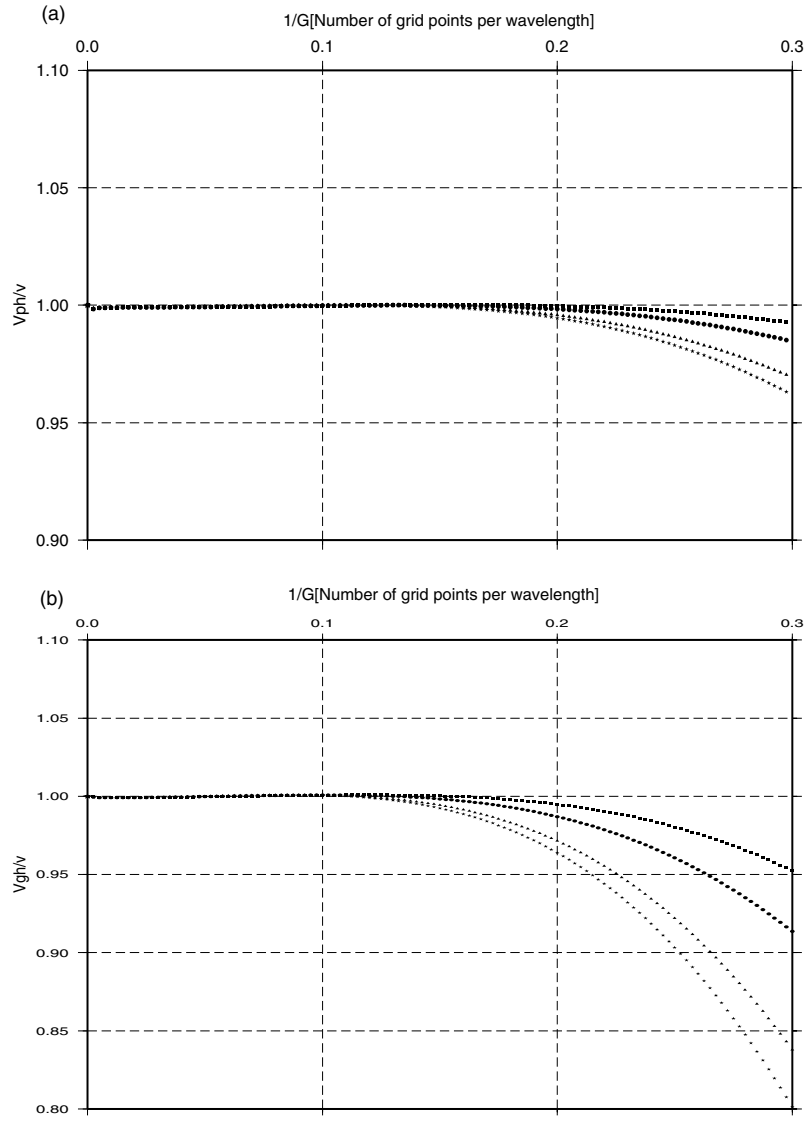 (a)
1/G[Number of grid points per wavelength]
0.0 0.1 0.2 0.3
1.10
1.05
1.00
0.95
0.90
Vph/v
(b)
1/G[Number of grid points per wavelength]
0.0 0.1 0.2 0.3
1.10
1.05
1.00
0.95
0.90
0.85
0.80
Vgh/v